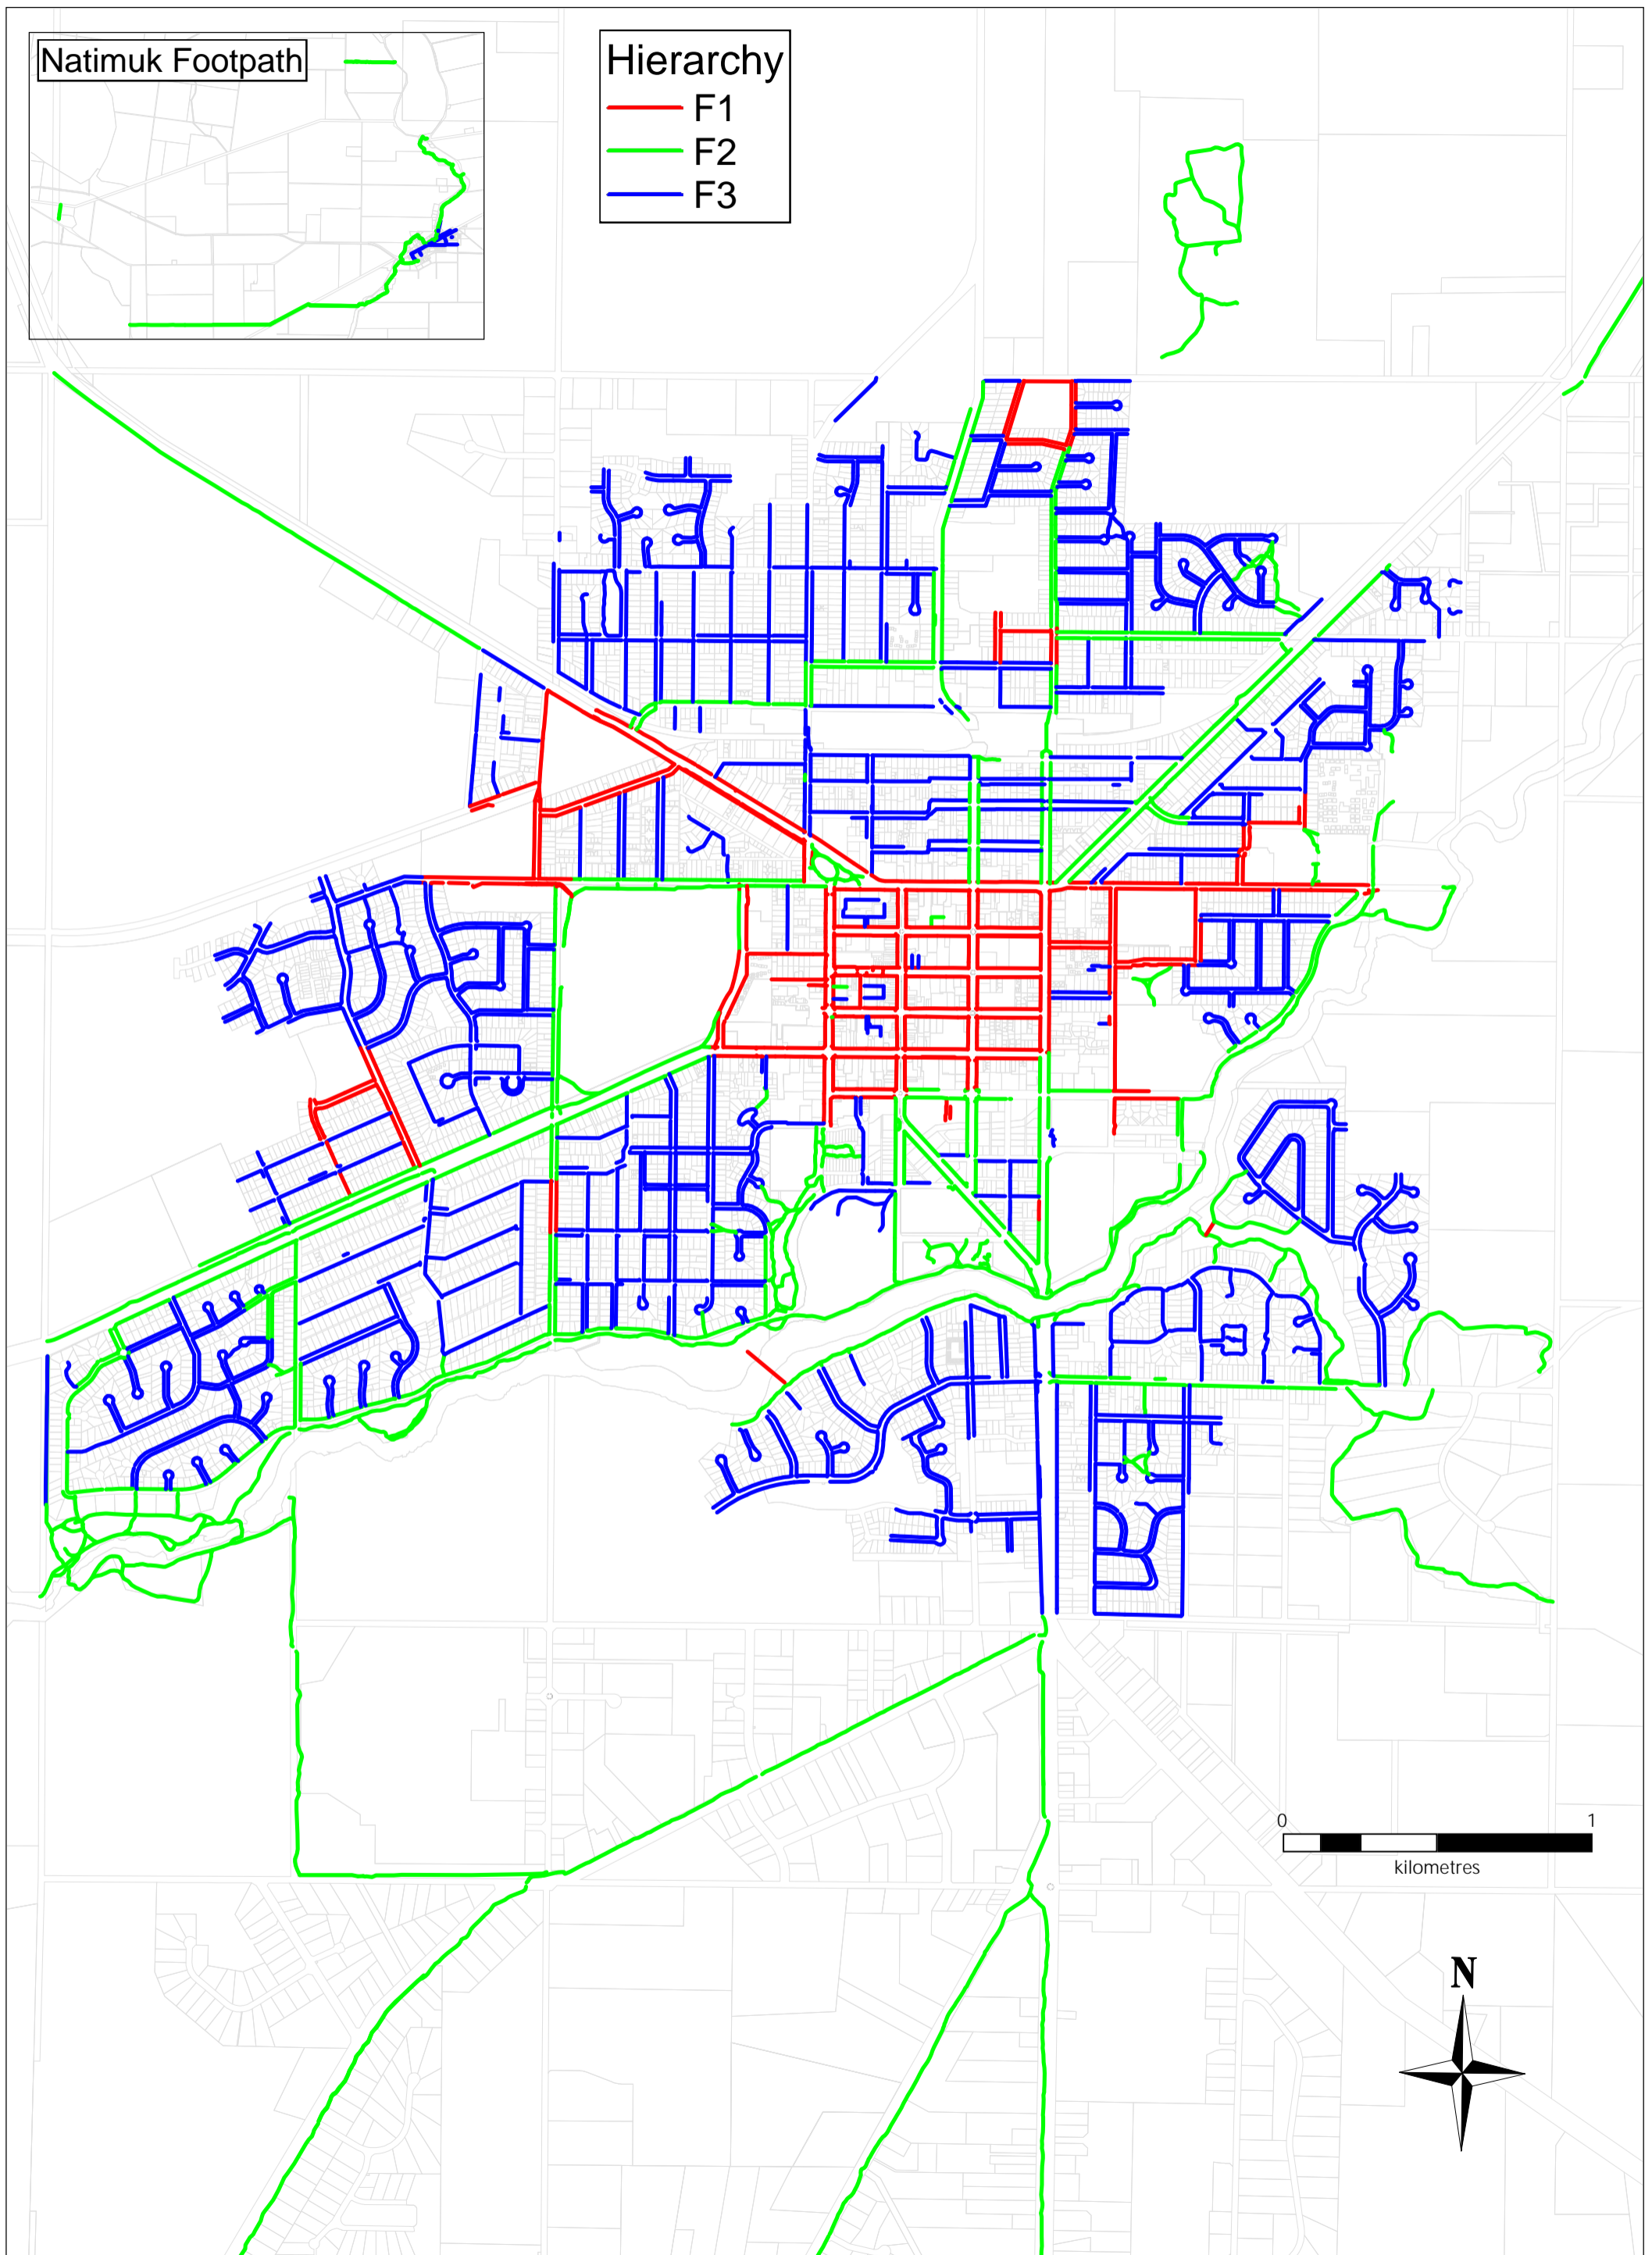 Natimuk Footpath
Hierarchy
F1
F2
F3
0 1
kilometres
N